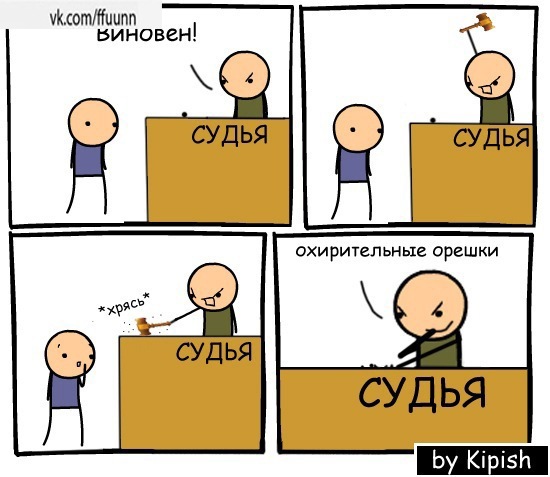 vk.com/ffuunn
Виновен!
СУДЬЯ
СУДЬЯ
*хрясь*
СУДЬЯ
охирительные орешки
СУДЬЯ
by Kipish